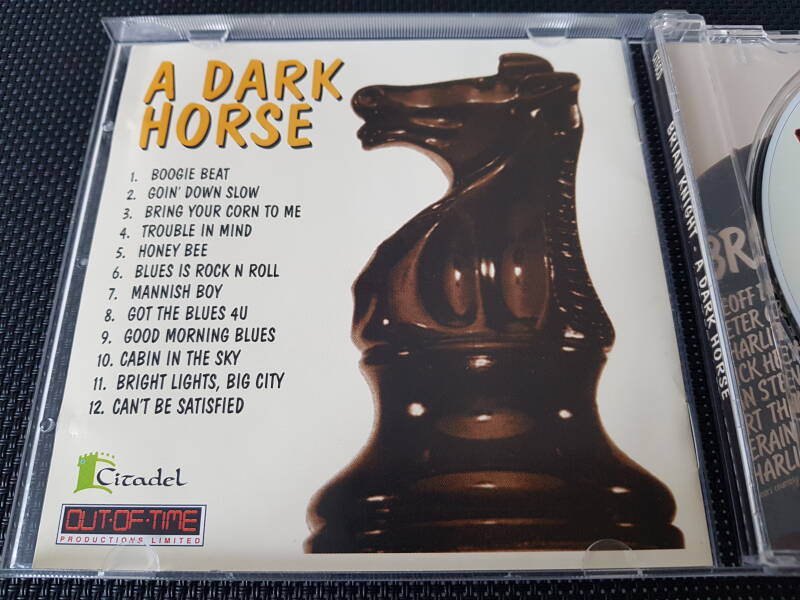 A DARK
HORSE
1. BOOGIE BEAT
2. GOIN' DOWN SLOW
3. BRING YOUR CORN TO ME
4. TROUBLE IN MIND
5. HONEY BEE
6. BLUES IS ROCK N ROLL
7. MANNISH BOY
8. GOT THE BLUES 4U
9. GOOD MORNING BLUES
10. CABIN IN THE SKY
11. BRIGHT LIGHTS, BIG CITY
12. CAN'T BE SATISFIED
Citadel
OUT·OF·TIME
PRODUCTIONS LIMITED
BRIAN KNIGHT - A DARK HORSE